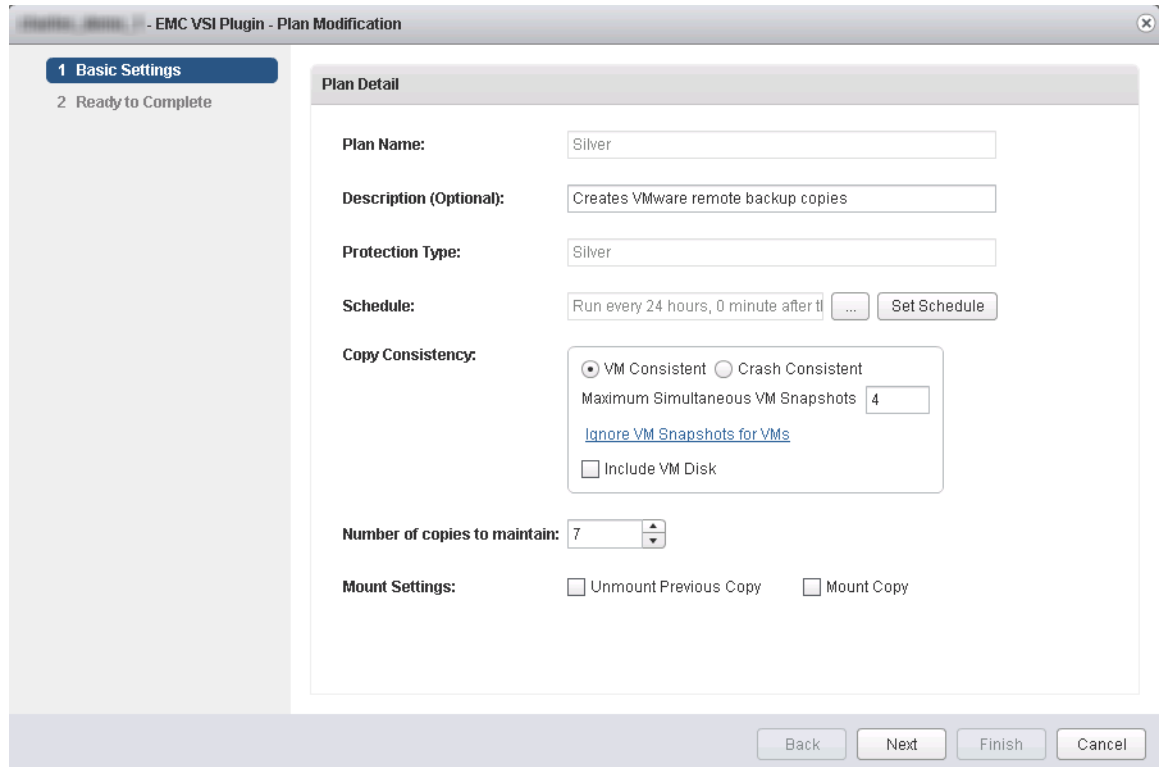 - EMC VSI Plugin - Plan Modification
1 Basic Settings
2 Ready to Complete
Plan Detail
Plan Name: Silver
Description (Optional): Creates VMware remote backup copies
Protection Type: Silver
Schedule: Run every 24 hours, 0 minute after ... Set Schedule
Copy Consistency:
VM Consistent Crash Consistent
Maximum Simultaneous VM Snapshots 4
Ignore VM Snapshots for VMs
Include VM Disk
Number of copies to maintain: 7
Mount Settings: Unmount Previous Copy Mount Copy
Back Next Finish Cancel